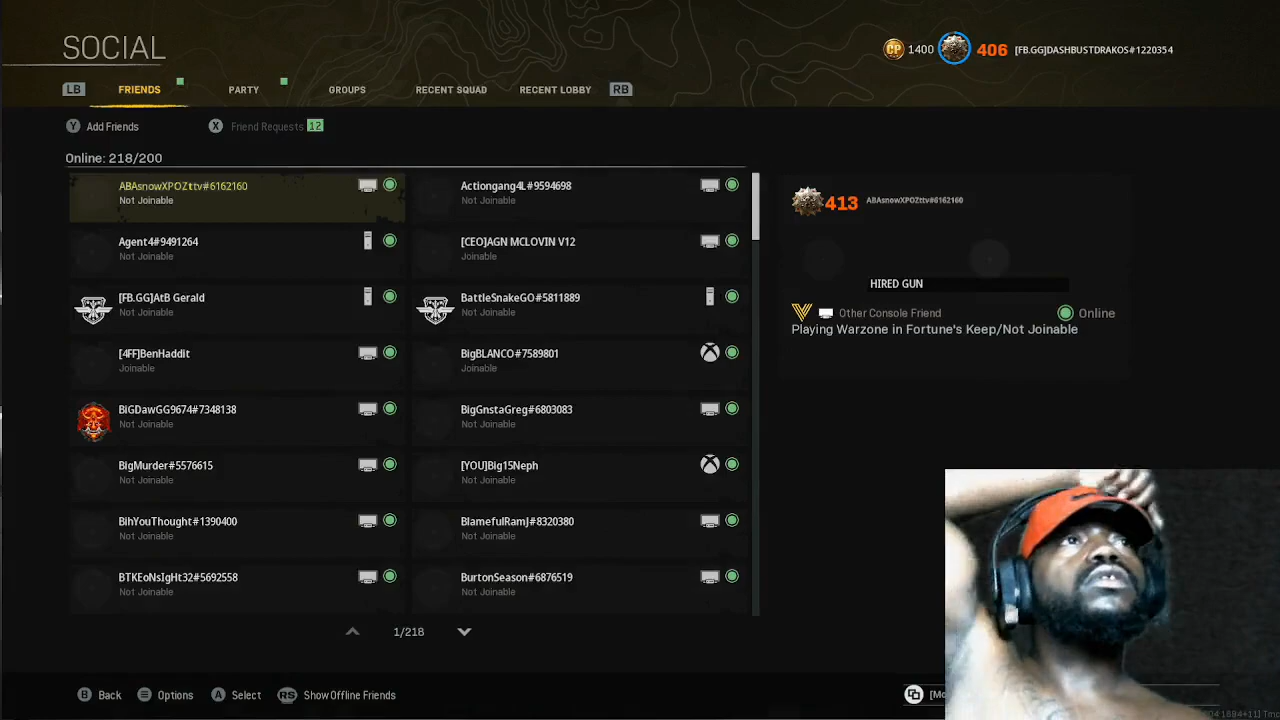 SOCIAL
CP 1400 406 [FB.GG]DASHBUSTDRAKOS#1220354
LB FRIENDS PARTY GROUPS RECENT SQUAD RECENT LOBBY RB
Y Add Friends X Friend Requests 12
Online: 218/200
ABAsnowXPOZttv#6162160
Not Joinable
Actiongang4L#9594698
Not Joinable
Agent4#9491264
Not Joinable
[CEO]AGN MCLOVIN V12
Joinable
[FB.GG]AtB Gerald
Not Joinable
BattleSnakeGO#5811889
Not Joinable
[4FF]BenHaddit
Joinable
BigBLANCO#7589801
Joinable
BIGDawGG9674#7348138
Not Joinable
BigGnstaGreg#6803083
Not Joinable
BigMurder#5576615
Not Joinable
[YOU]Big15Neph
Not Joinable
BihYouThought#1390400
Not Joinable
BlamefulRamJ#8320380
Not Joinable
BTKEoNsIgHt32#5692558
Not Joinable
BurtonSeason#6876519
Not Joinable
1/218
413 ABAsnowXPOZttv#6162160
HIRED GUN
Other Console Friend Online
Playing Warzone in Fortune's Keep/Not Joinable
B Back Options A Select RS Show Offline Friends